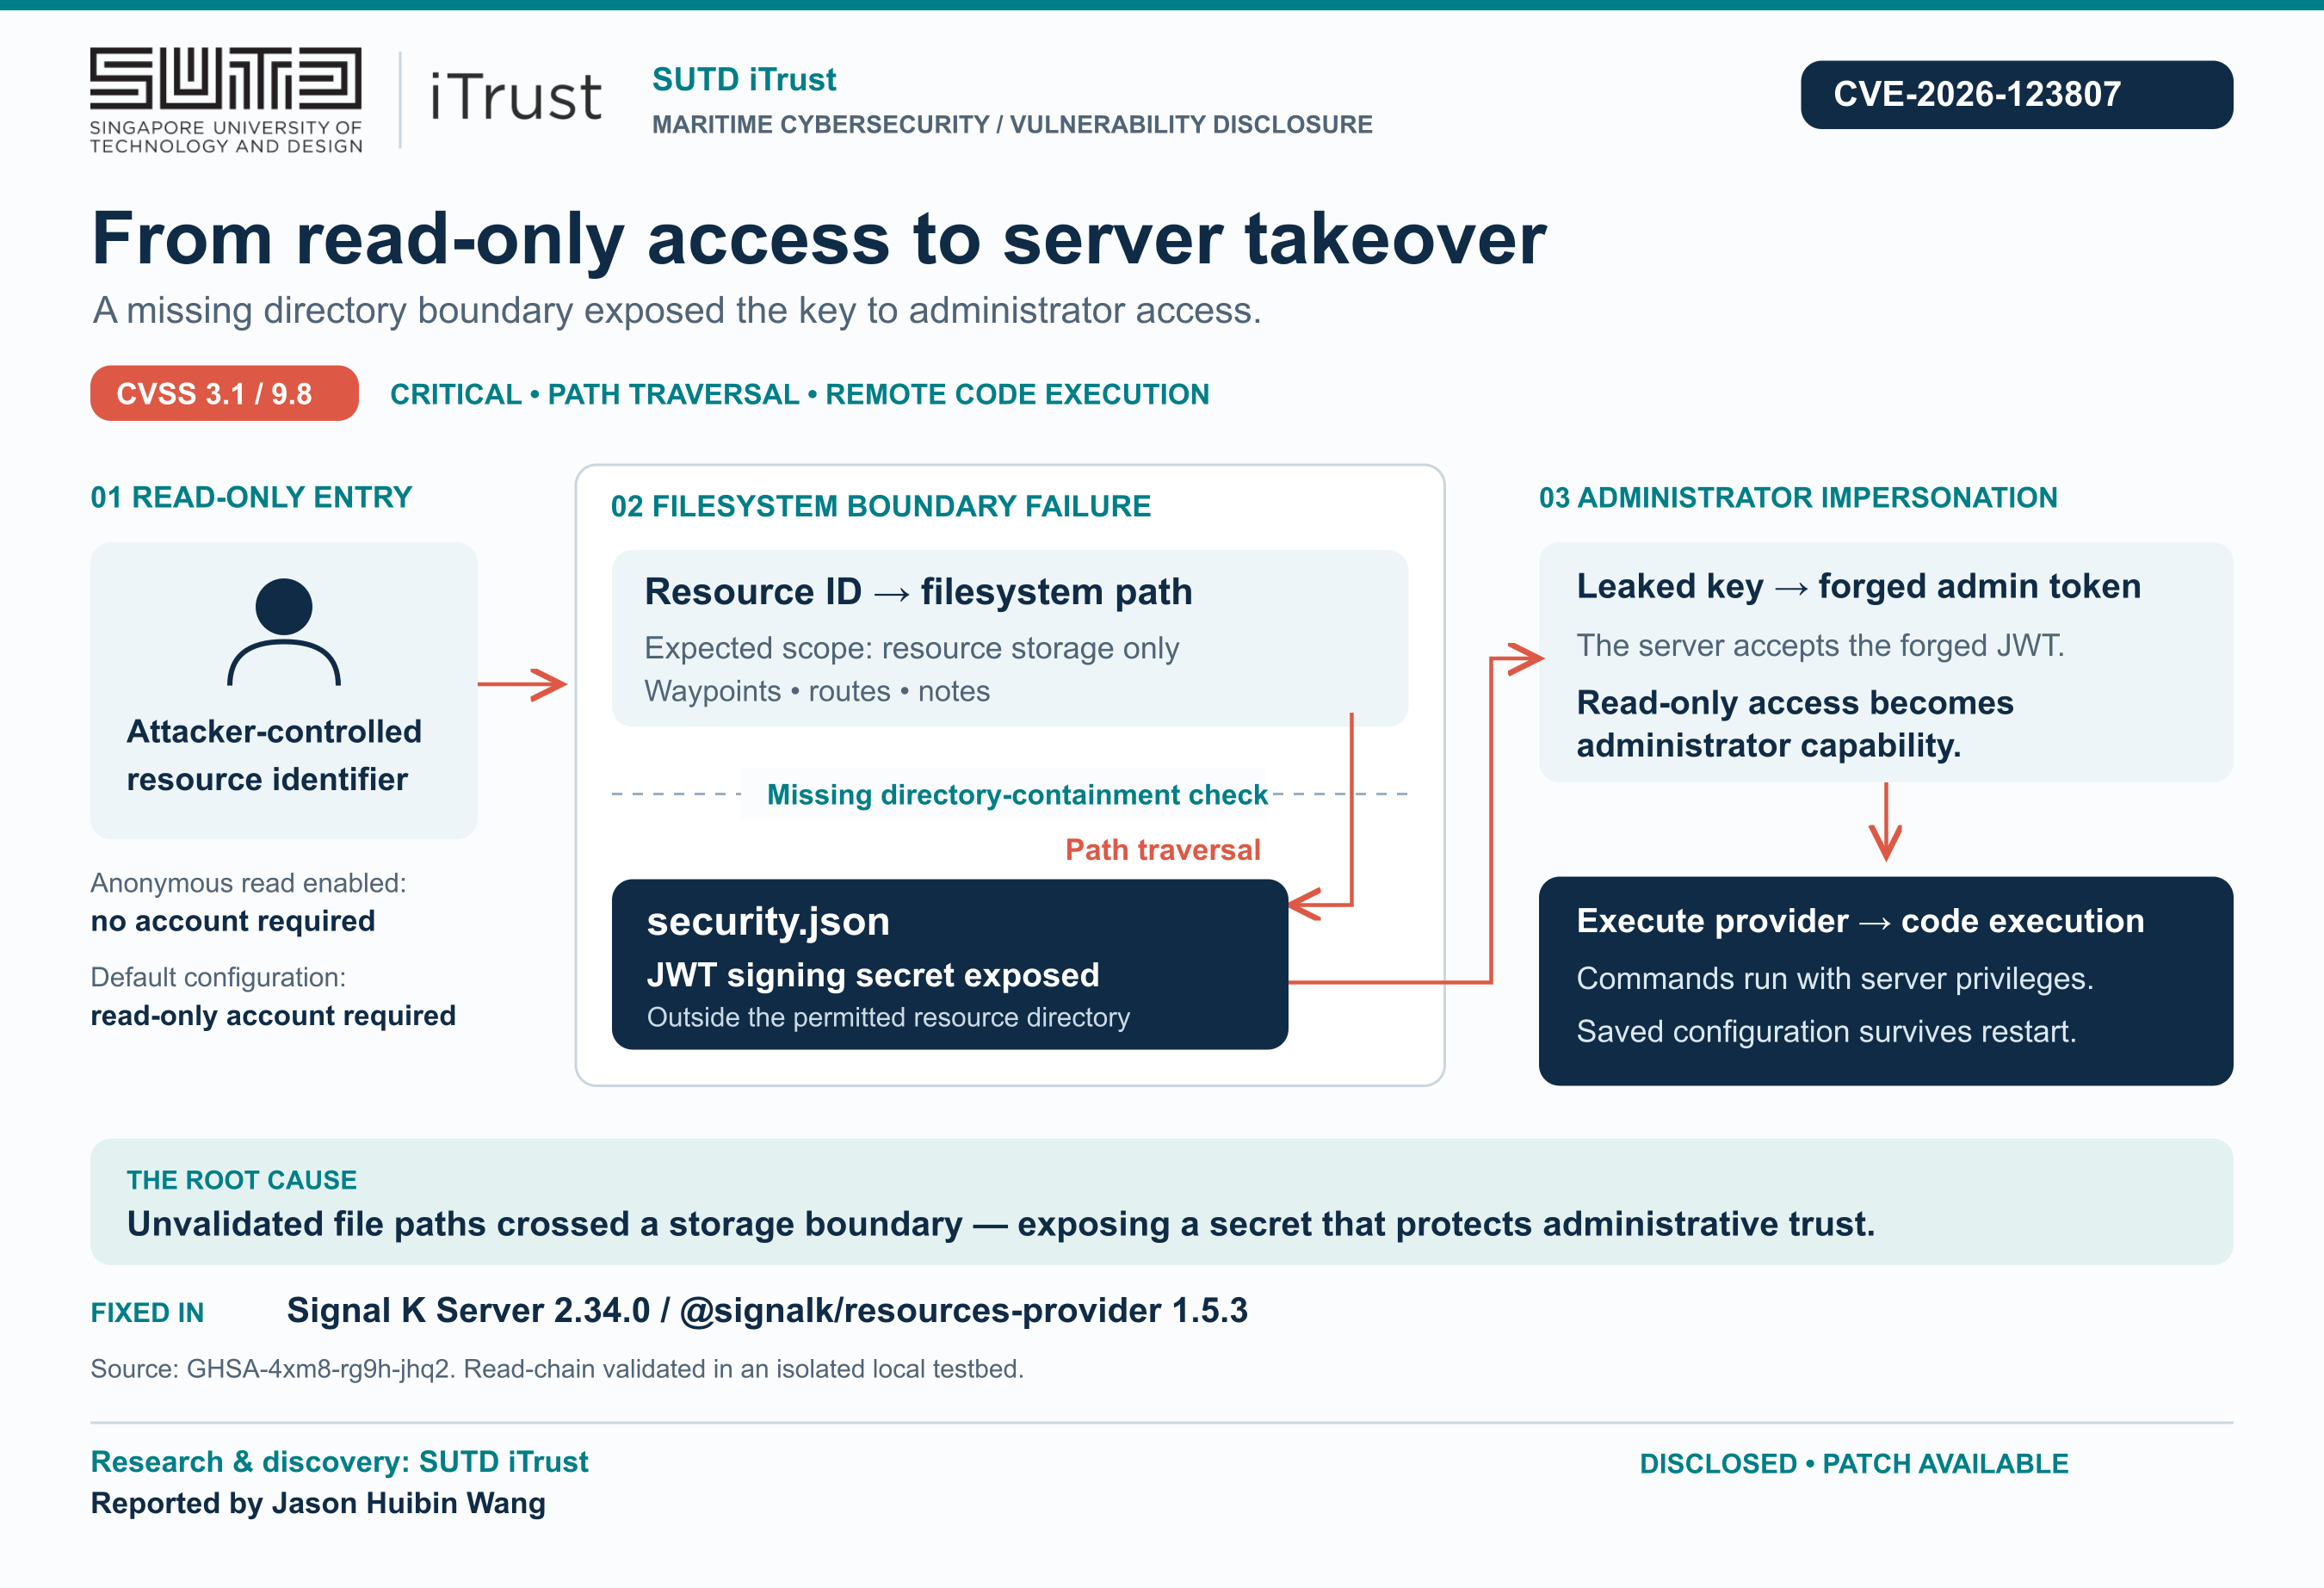 SUTD
SINGAPORE UNIVERSITY OF
TECHNOLOGY AND DESIGN
iTrust
SUTD iTrust
MARITIME CYBERSECURITY / VULNERABILITY DISCLOSURE
CVE-2026-123807
From read-only access to server takeover
A missing directory boundary exposed the key to administrator access.
CVSS 3.1 / 9.8
CRITICAL • PATH TRAVERSAL • REMOTE CODE EXECUTION
01 READ-ONLY ENTRY
Attacker-controlled
resource identifier
Anonymous read enabled:
no account required
Default configuration:
read-only account required
02 FILESYSTEM BOUNDARY FAILURE
Resource ID → filesystem path
Expected scope: resource storage only
Waypoints • routes • notes
Missing directory-containment check
Path traversal
security.json
JWT signing secret exposed
Outside the permitted resource directory
03 ADMINISTRATOR IMPERSONATION
Leaked key → forged admin token
The server accepts the forged JWT.
Read-only access becomes
administrator capability.
Execute provider → code execution
Commands run with server privileges.
Saved configuration survives restart.
THE ROOT CAUSE
Unvalidated file paths crossed a storage boundary — exposing a secret that protects administrative trust.
FIXED IN Signal K Server 2.34.0 / @signalk/resources-provider 1.5.3
Source: GHSA-4xm8-rg9h-jhq2. Read-chain validated in an isolated local testbed.
Research & discovery: SUTD iTrust
Reported by Jason Huibin Wang
DISCLOSED • PATCH AVAILABLE